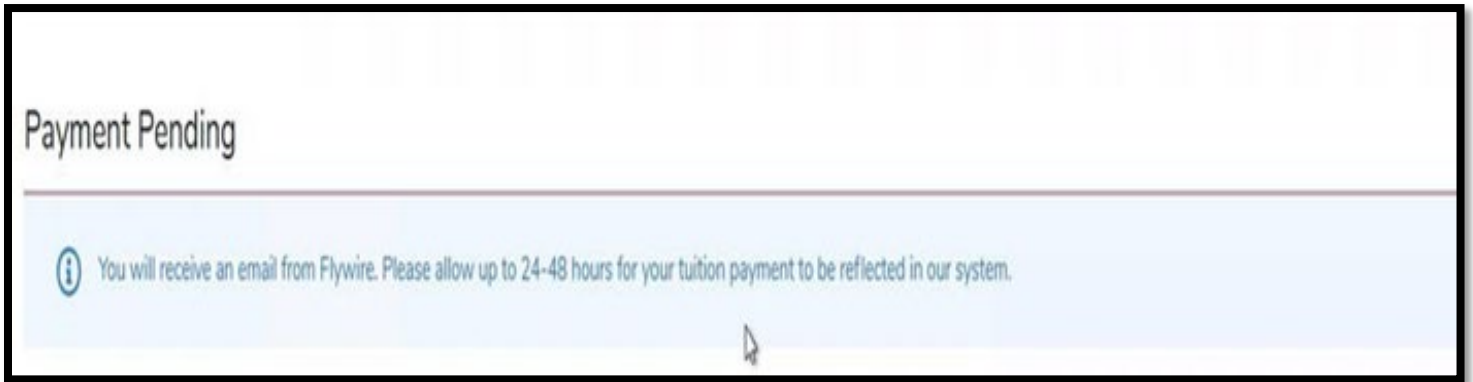 Payment Pending
You will receive an email from Flywire. Please allow up to 24-48 hours for your tuition payment to be reflected in our system.